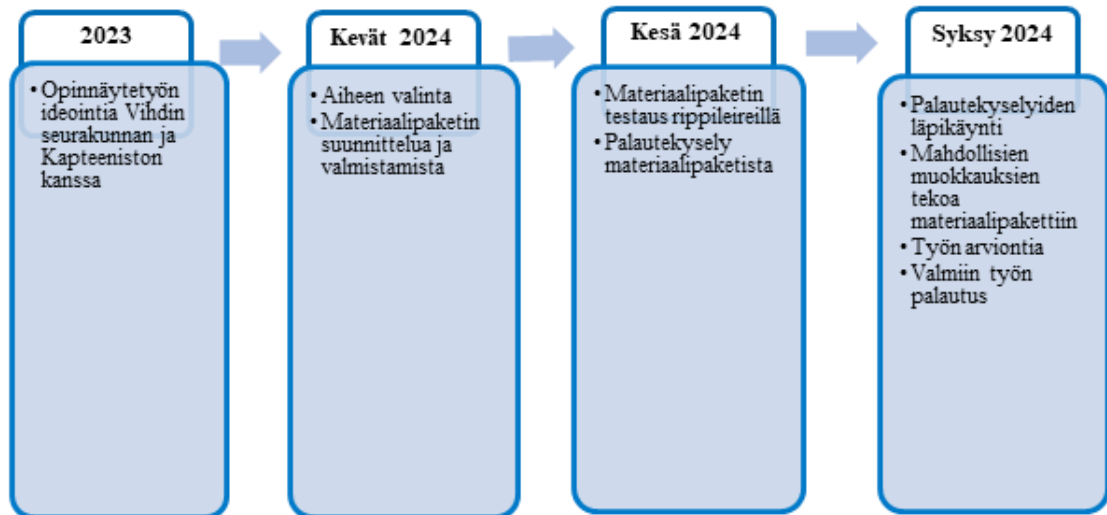 2023
• Opinnäytetyön
ideointia Vihdin
seurakunnan ja
Kapteeniston
kanssa
Kevät 2024
• Aiheen valinta
• Materiaalipaketin
suunnittelua ja
valmistamista
Kesä 2024
• Materiaalipaketin
testaus rippileireillä
• Palautekysely
materiaalipaketista
Syksy 2024
• Palautekyselyiden
läpikäynti
• Mahdollisien
muokkauksien
tekoa
materiaalipakettiin
• Työn arviontia
• Valmiin työn
palautus